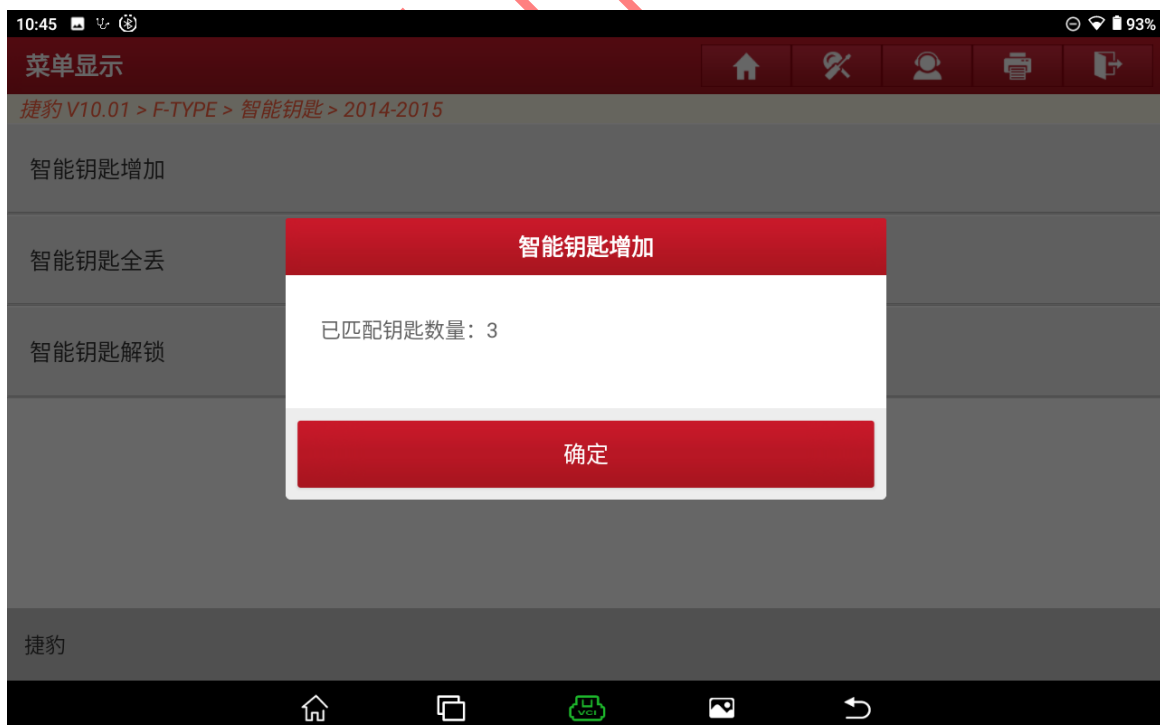 10:45
93%
菜单显示
捷豹 V10.01 > F-TYPE > 智能钥匙 > 2014-2015
智能钥匙增加
智能钥匙全丢
智能钥匙解锁
智能钥匙增加
已匹配钥匙数量：3
确定
捷豹
VCI